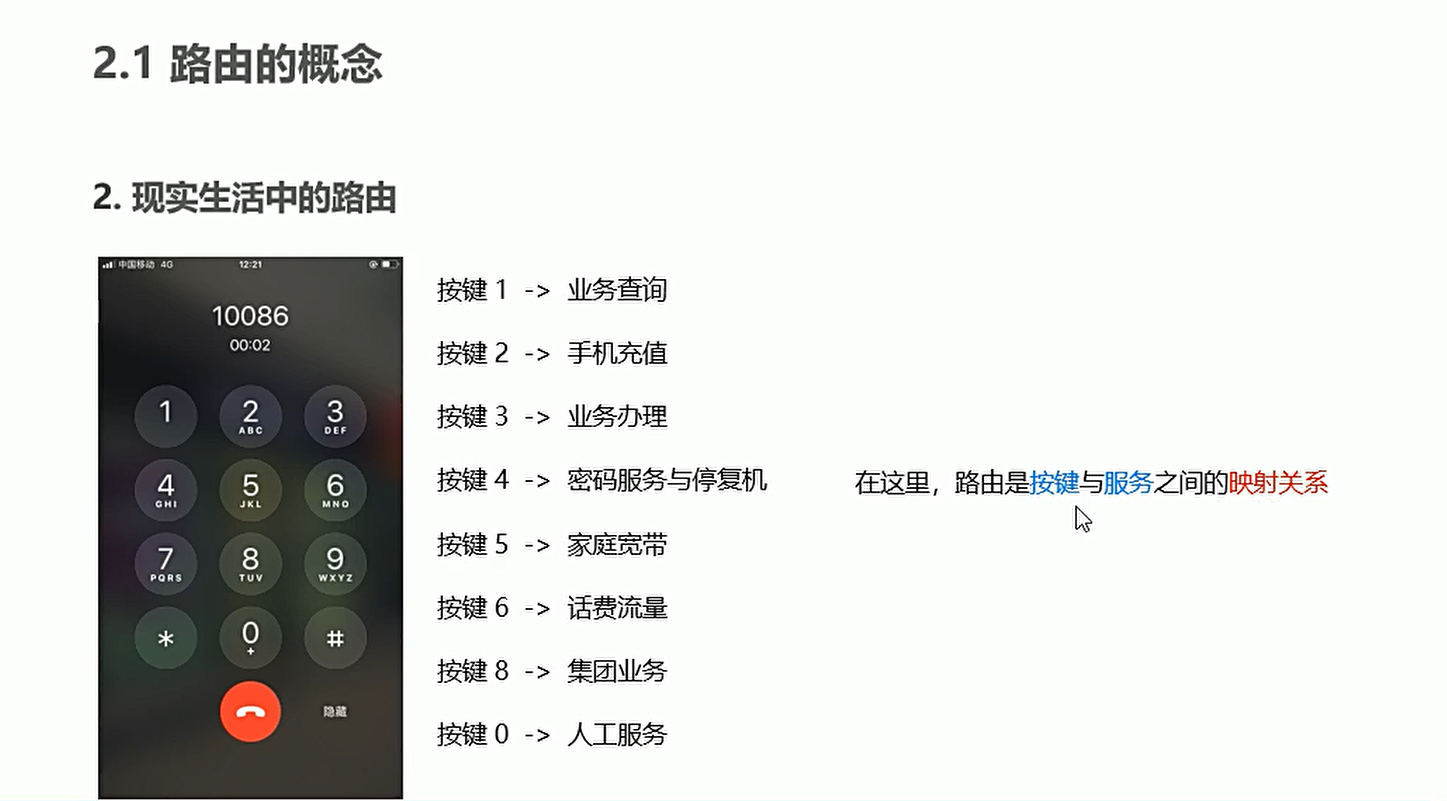 2.1 路由的概念
2. 现实生活中的路由
中国移动 4G 12:21
10086
00:02
1 2 3
ABC DEF
4 5 6
GHI JKL MNO
7 8 9
PQRS TUV WXYZ
* 0 #
+
隐藏
按键 1 -> 业务查询
按键 2 -> 手机充值
按键 3 -> 业务办理
按键 4 -> 密码服务与停复机
按键 5 -> 家庭宽带
按键 6 -> 话费流量
按键 8 -> 集团业务
按键 0 -> 人工服务
在这里，路由是按键与服务之间的映射关系